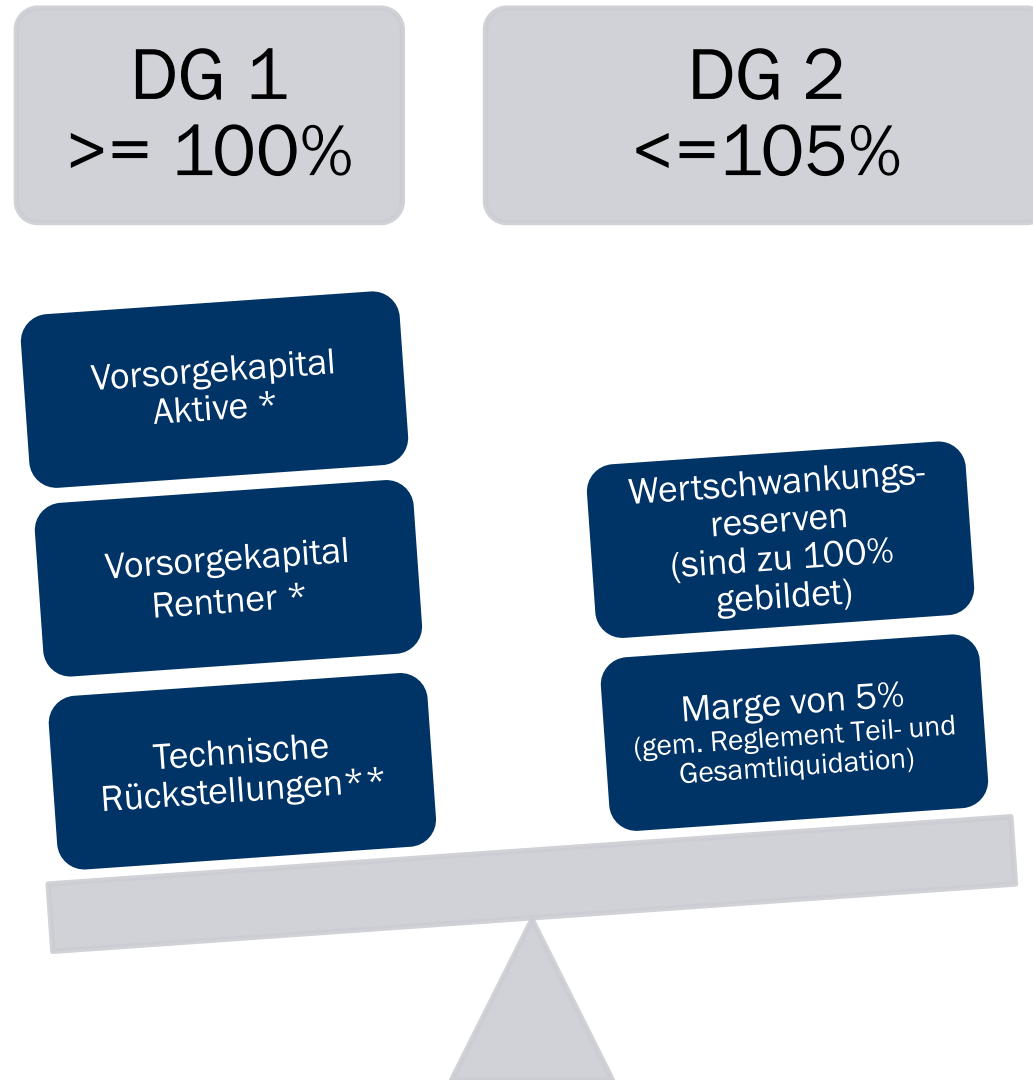 DG 1
>= 100%
DG 2
<=105%
Vorsorgekapital
Aktive *
Vorsorgekapital
Rentner *
Technische
Rückstellungen**
Wertschwankungs-
reserven
(sind zu 100%
gebildet)
Marge von 5%
(gem. Reglement Teil- und
Gesamtliquidation)